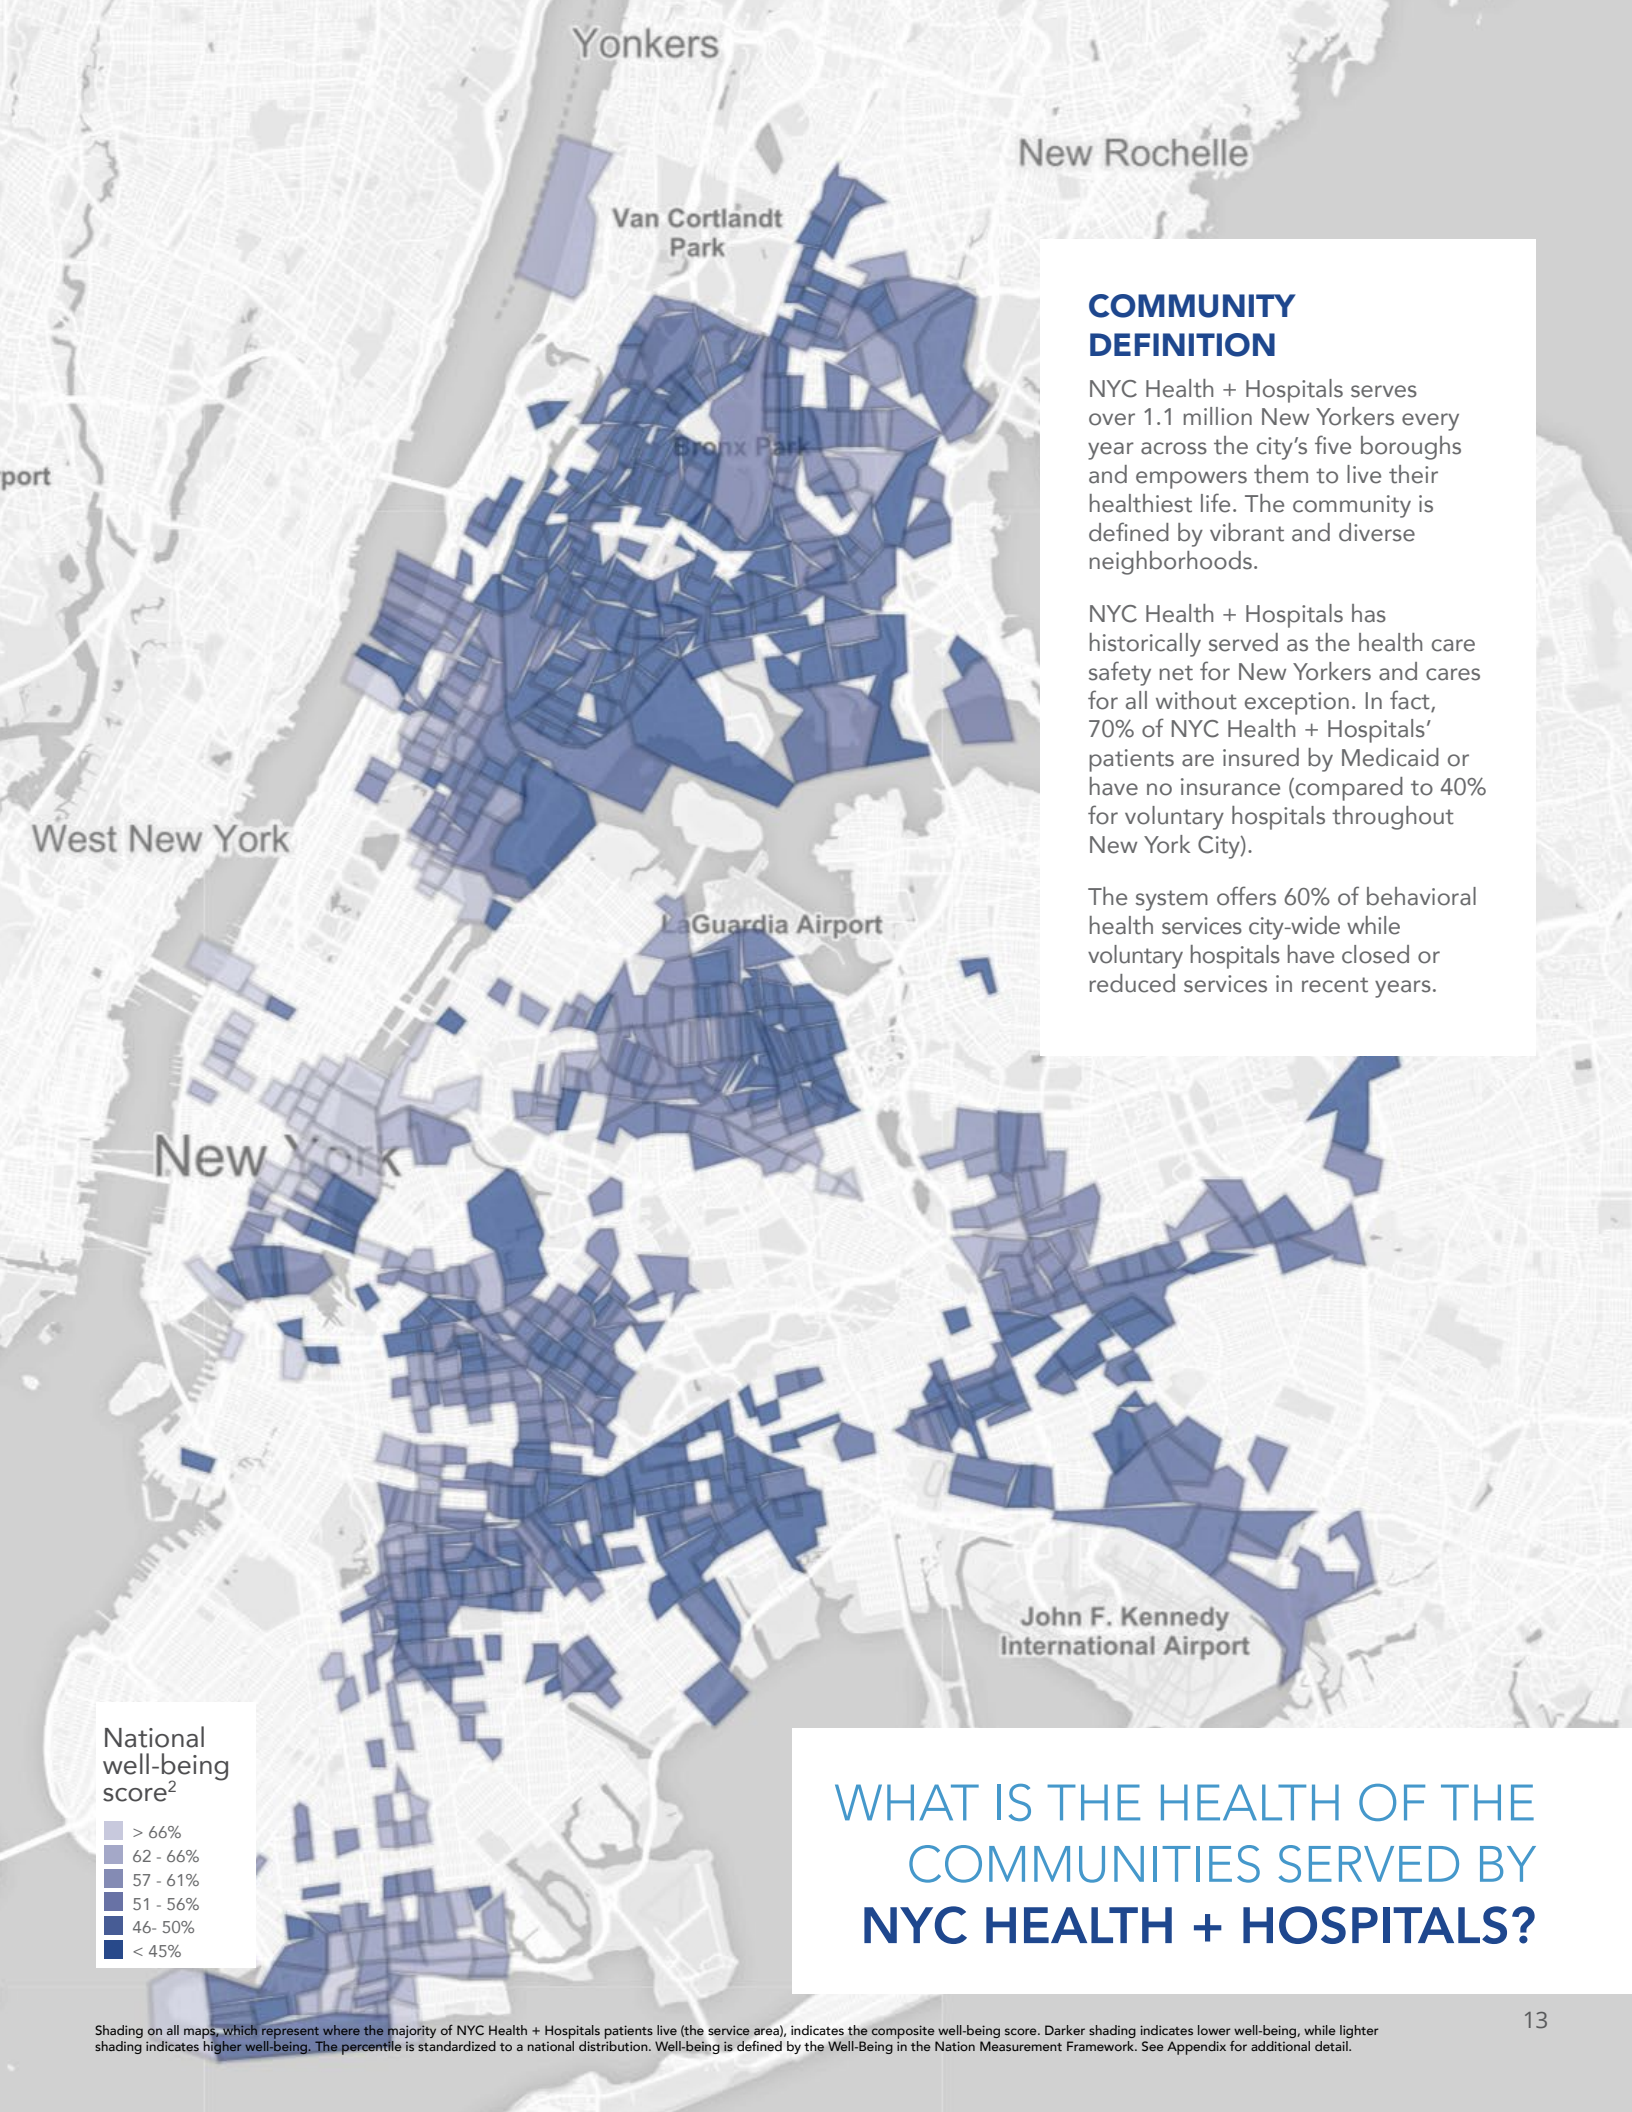 Yonkers
New Rochelle
Van Cortlandt
Park
COMMUNITY
DEFINITION
NYC Health + Hospitals serves
over 1.1 million New Yorkers every
year across the city's five boroughs
and empowers them to live their
healthiest life. The community is
defined by vibrant and diverse
neighborhoods.
NYC Health + Hospitals has
historically served as the health care
safety net for New Yorkers and cares
for all without exception. In fact,
70% of NYC Health + Hospitals'
patients are insured by Medicaid or
have no insurance (compared to 40%
for voluntary hospitals throughout
New York City).
The system offers 60% of behavioral
health services city-wide while
voluntary hospitals have closed or
reduced services in recent years.
Bronx Park
port
West New York
LaGuardia Airport
New York
John F. Kennedy
International Airport
National
well-being
score2
> 66%
62 - 66%
57 - 61%
51 - 56%
46- 50%
< 45%
WHAT IS THE HEALTH OF THE
COMMUNITIES SERVED BY
NYC HEALTH + HOSPITALS?
13
Shading on all maps, which represent where the majority of NYC Health + Hospitals patients live (the service area), indicates the composite well-being score. Darker shading indicates lower well-being, while lighter
shading indicates higher well-being. The percentile is standardized to a national distribution. Well-being is defined by the Well-Being in the Nation Measurement Framework. See Appendix for additional detail.